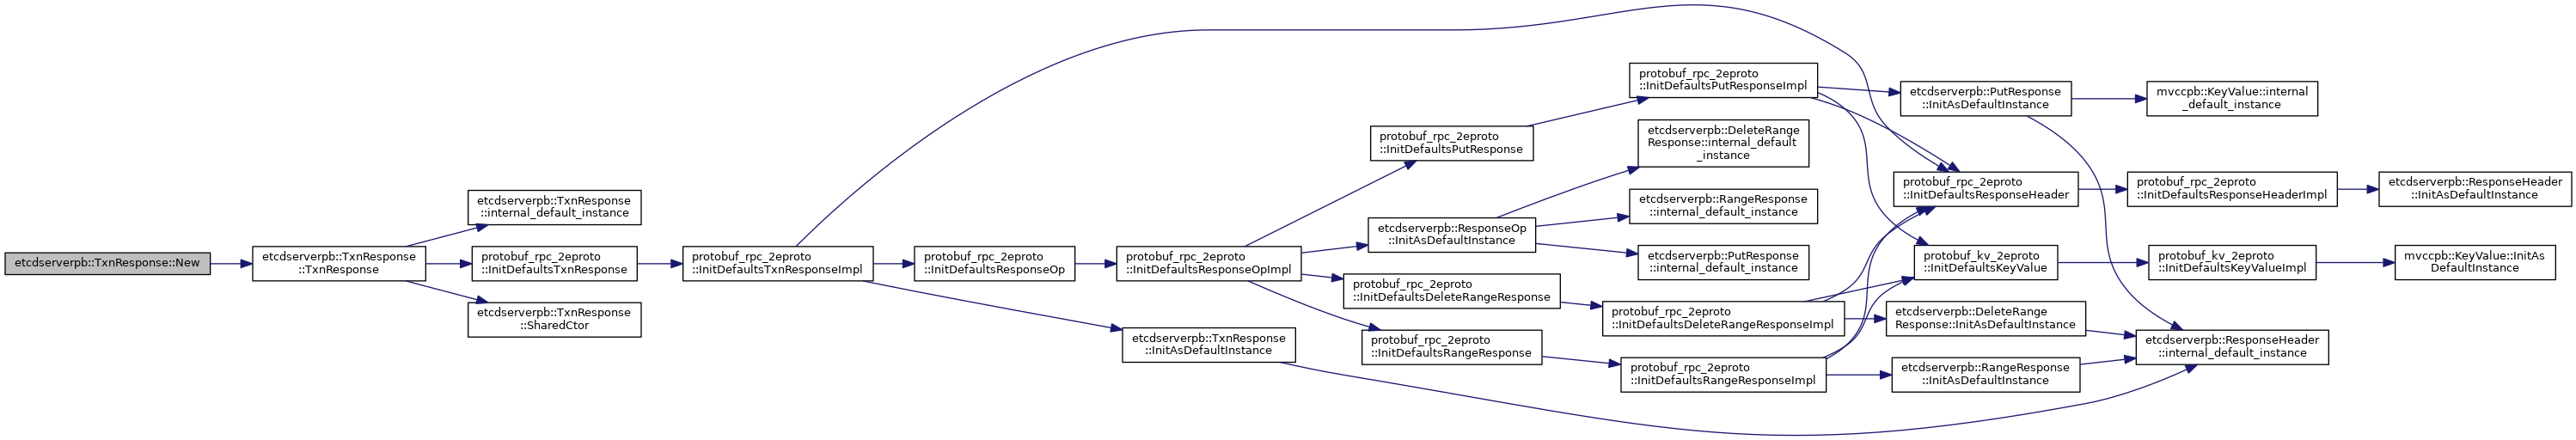 etcdserverpb::TxnResponse::New
etcdserverpb::TxnResponse
::TxnResponse
etcdserverpb::TxnResponse
::internal_default_instance
protobuf_rpc_2eproto
::InitDefaultsTxnResponse
etcdserverpb::TxnResponse
::SharedCtor
protobuf_rpc_2eproto
::InitDefaultsTxnResponseImpl
protobuf_rpc_2eproto
::InitDefaultsResponseOp
etcdserverpb::TxnResponse
::InitAsDefaultInstance
protobuf_rpc_2eproto
::InitDefaultsResponseOpImpl
protobuf_rpc_2eproto
::InitDefaultsPutResponse
etcdserverpb::ResponseOp
::InitAsDefaultInstance
protobuf_rpc_2eproto
::InitDefaultsDeleteRangeResponse
protobuf_rpc_2eproto
::InitDefaultsRangeResponse
protobuf_rpc_2eproto
::InitDefaultsPutResponseImpl
etcdserverpb::DeleteRange
Response::internal_default
_instance
etcdserverpb::RangeResponse
::internal_default_instance
etcdserverpb::PutResponse
::internal_default_instance
protobuf_rpc_2eproto
::InitDefaultsDeleteRangeResponseImpl
protobuf_rpc_2eproto
::InitDefaultsRangeResponseImpl
etcdserverpb::PutResponse
::InitAsDefaultInstance
protobuf_rpc_2eproto
::InitDefaultsResponseHeader
protobuf_kv_2eproto
::InitDefaultsKeyValue
etcdserverpb::DeleteRange
Response::InitAsDefaultInstance
etcdserverpb::RangeResponse
::InitAsDefaultInstance
mvccpb::KeyValue::internal
_default_instance
protobuf_rpc_2eproto
::InitDefaultsResponseHeaderImpl
protobuf_kv_2eproto
::InitDefaultsKeyValueImpl
etcdserverpb::ResponseHeader
::internal_default_instance
etcdserverpb::ResponseHeader
::InitAsDefaultInstance
mvccpb::KeyValue::InitAs
DefaultInstance